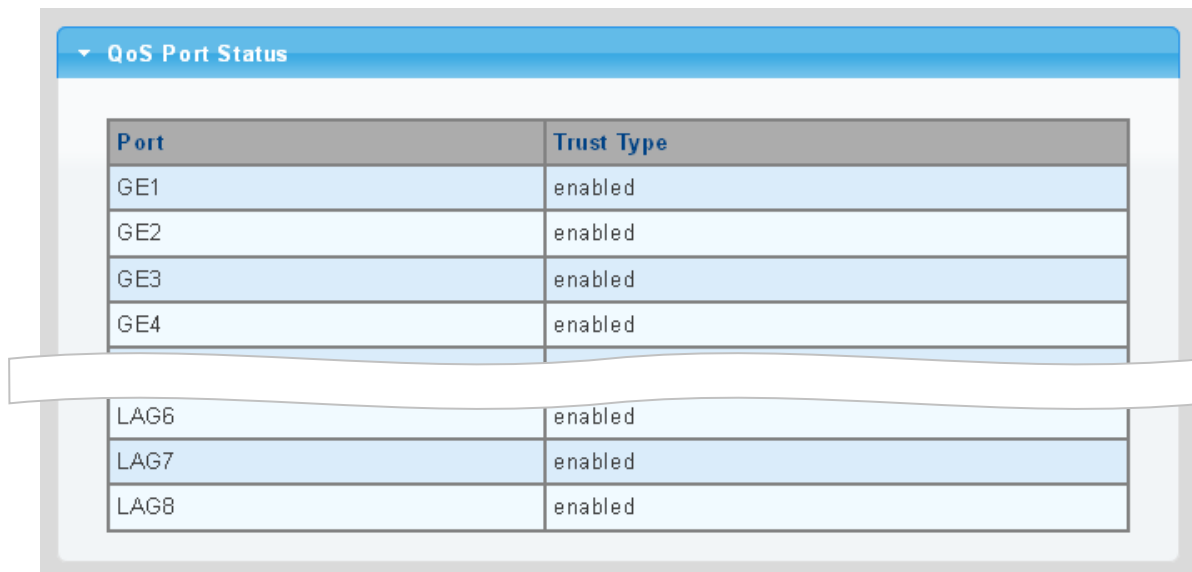 QoS Port Status
Port Trust Type
GE1 enabled
GE2 enabled
GE3 enabled
GE4 enabled
LAG6 enabled
LAG7 enabled
LAG8 enabled